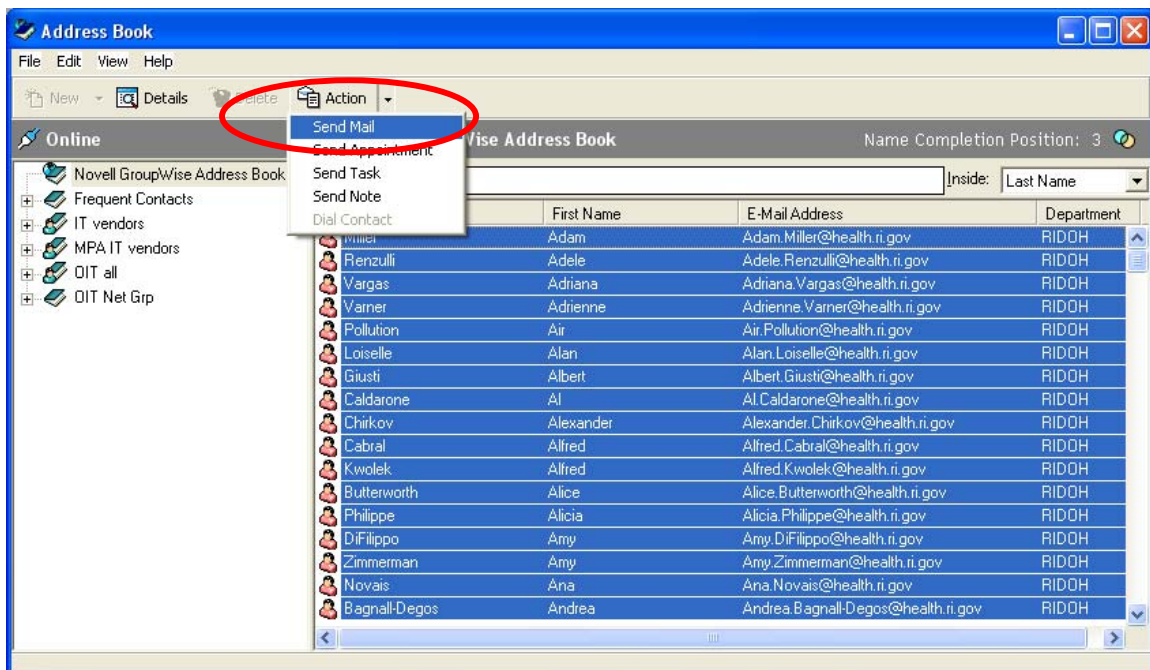 Address Book
File Edit View Help
New Details Delete Action
Send Mail
Send Appointment
Send Task
Send Note
Dial Contact
Online Wise Address Book Name Completion Position: 3
Novell GroupWise Address Book
Frequent Contacts
IT vendors
MPA IT vendors
OIT all
OIT Net Grp
Inside: Last Name
First Name E-Mail Address Department
Miller Adam Adam.Miller@health.ri.gov RIDOH
Renzulli Adele Adele.Renzulli@health.ri.gov RIDOH
Vargas Adriana Adriana.Vargas@health.ri.gov RIDOH
Varner Adrienne Adrienne.Varner@health.ri.gov RIDOH
Pollution Air Air.Pollution@health.ri.gov RIDOH
Loiselle Alan Alan.Loiselle@health.ri.gov RIDOH
Giusti Albert Albert.Giusti@health.ri.gov RIDOH
Caldarone Al Al.Caldarone@health.ri.gov RIDOH
Chirkov Alexander Alexander.Chirkov@health.ri.gov RIDOH
Cabral Alfred Alfred.Cabral@health.ri.gov RIDOH
Kwolek Alfred Alfred.Kwolek@health.ri.gov RIDOH
Butterworth Alice Alice.Butterworth@health.ri.gov RIDOH
Philippe Alicia Alicia.Philippe@health.ri.gov RIDOH
DiFilippo Amy Amy.DiFilippo@health.ri.gov RIDOH
Zimmerman Amy Amy.Zimmerman@health.ri.gov RIDOH
Novais Ana Ana.Novais@health.ri.gov RIDOH
Bagnall-Degos Andrea Andrea.Bagnall-Degos@health.ri.gov RIDOH